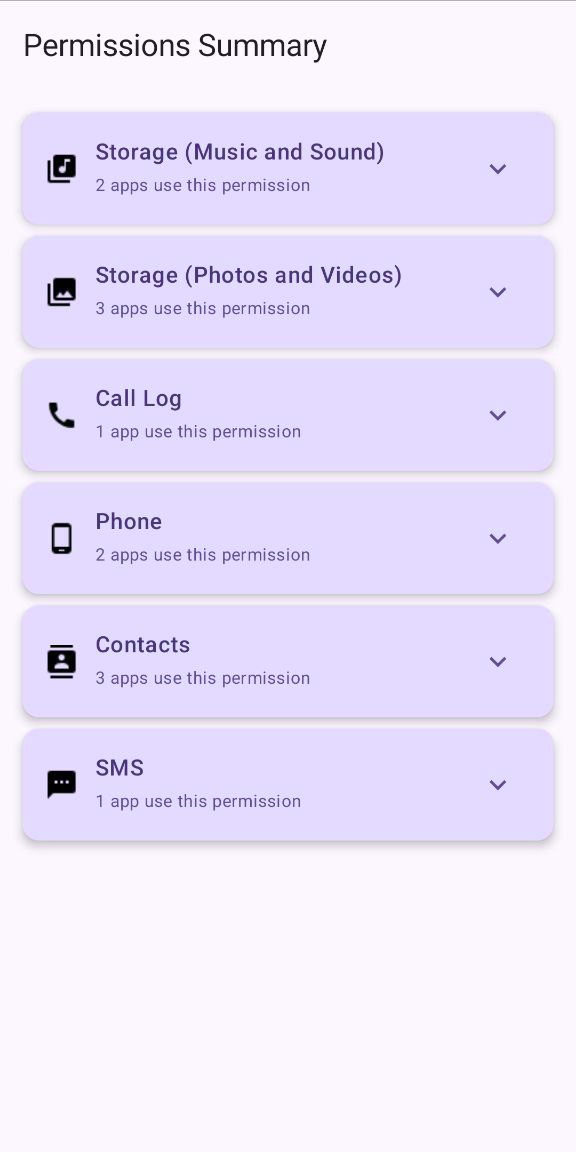 Permissions Summary
Storage (Music and Sound)
2 apps use this permission
Storage (Photos and Videos)
3 apps use this permission
Call Log
1 app use this permission
Phone
2 apps use this permission
Contacts
3 apps use this permission
SMS
1 app use this permission